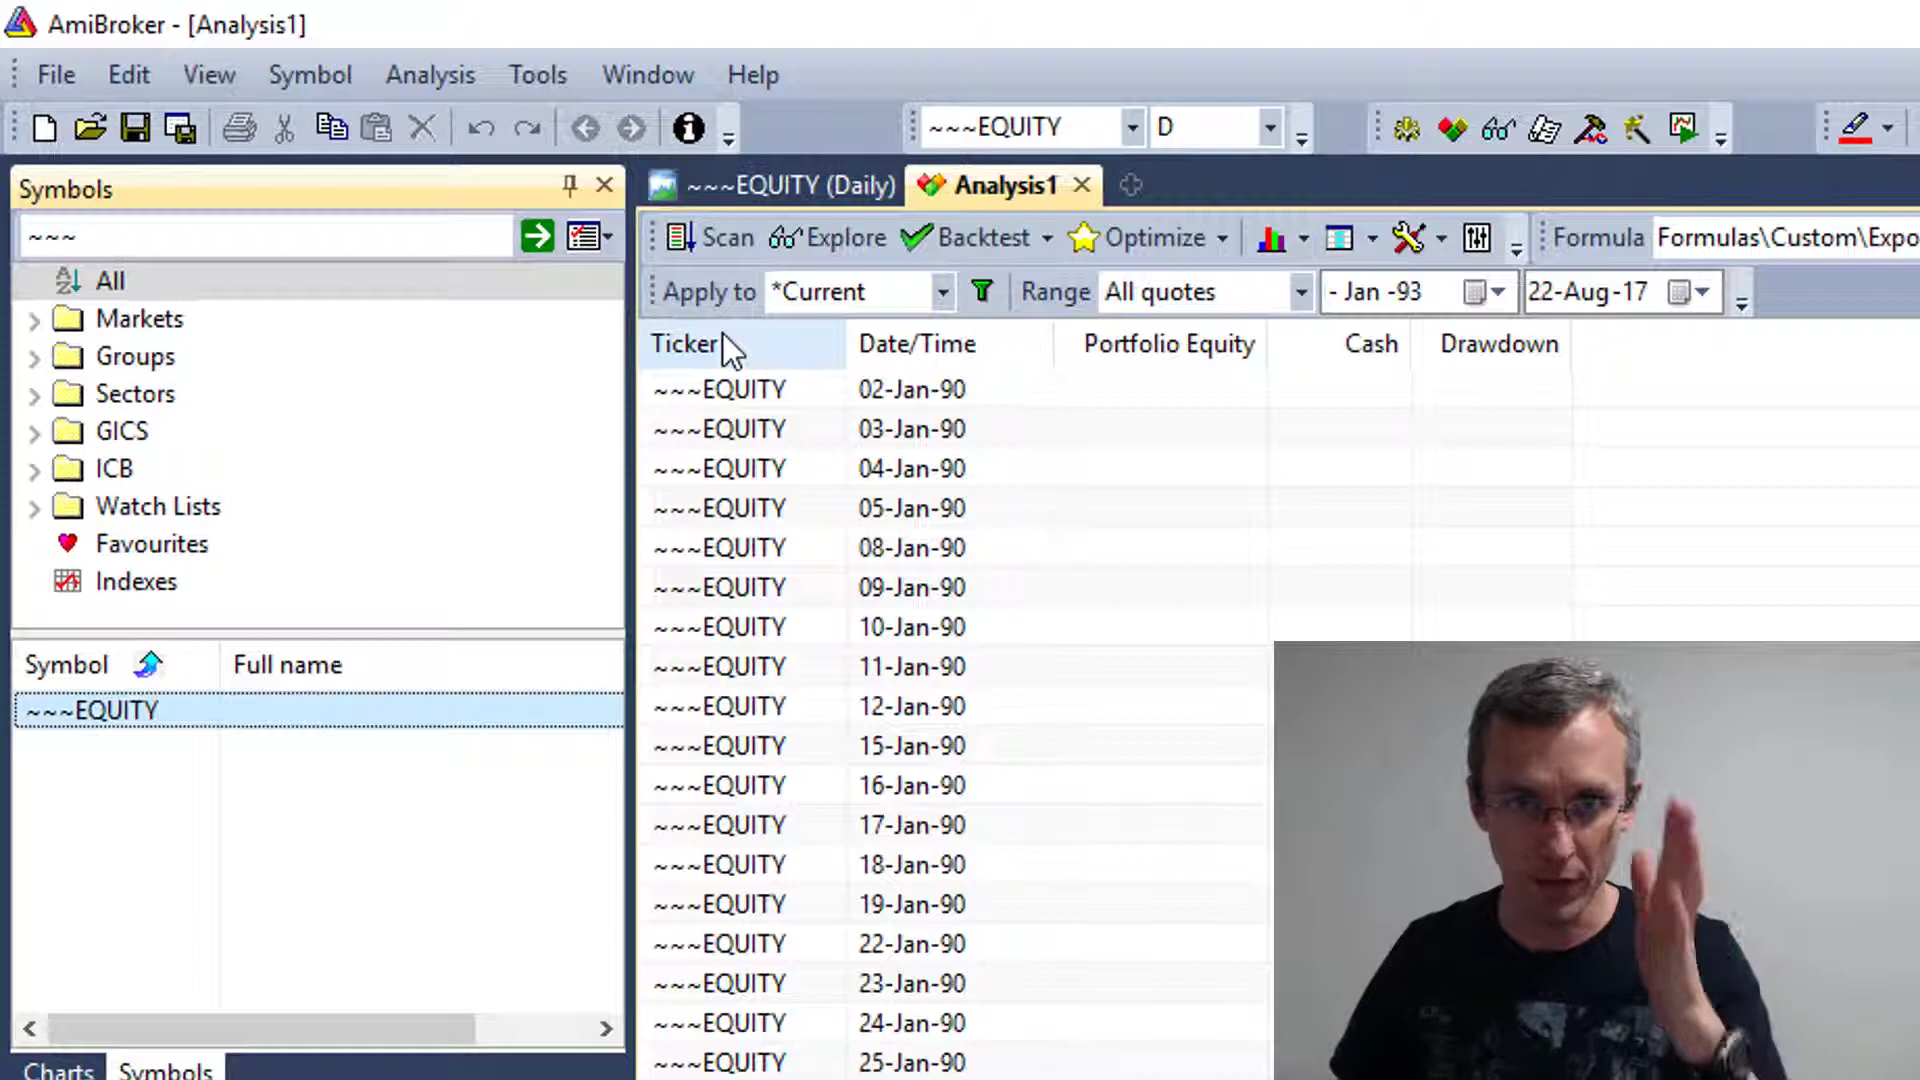 AmiBroker - [Analysis1]
File Edit View Symbol Analysis Tools Window Help
~~~EQUITY D
Symbols
~~~EQUITY (Daily) Analysis1
~~~
Scan Explore Backtest Optimize Formula Formulas\Custom\Expo
All
Apply to *Current Range All quotes - Jan -93 22-Aug-17
Markets
Groups
Sectors
GICS
ICB
Watch Lists
Favourites
Indexes
Symbol Full name
~~~EQUITY
Charts Symbols
Ticker Date/Time Portfolio Equity Cash Drawdown
~~~EQUITY 02-Jan-90
~~~EQUITY 03-Jan-90
~~~EQUITY 04-Jan-90
~~~EQUITY 05-Jan-90
~~~EQUITY 08-Jan-90
~~~EQUITY 09-Jan-90
~~~EQUITY 10-Jan-90
~~~EQUITY 11-Jan-90
~~~EQUITY 12-Jan-90
~~~EQUITY 15-Jan-90
~~~EQUITY 16-Jan-90
~~~EQUITY 17-Jan-90
~~~EQUITY 18-Jan-90
~~~EQUITY 19-Jan-90
~~~EQUITY 22-Jan-90
~~~EQUITY 23-Jan-90
~~~EQUITY 24-Jan-90
~~~EQUITY 25-Jan-90